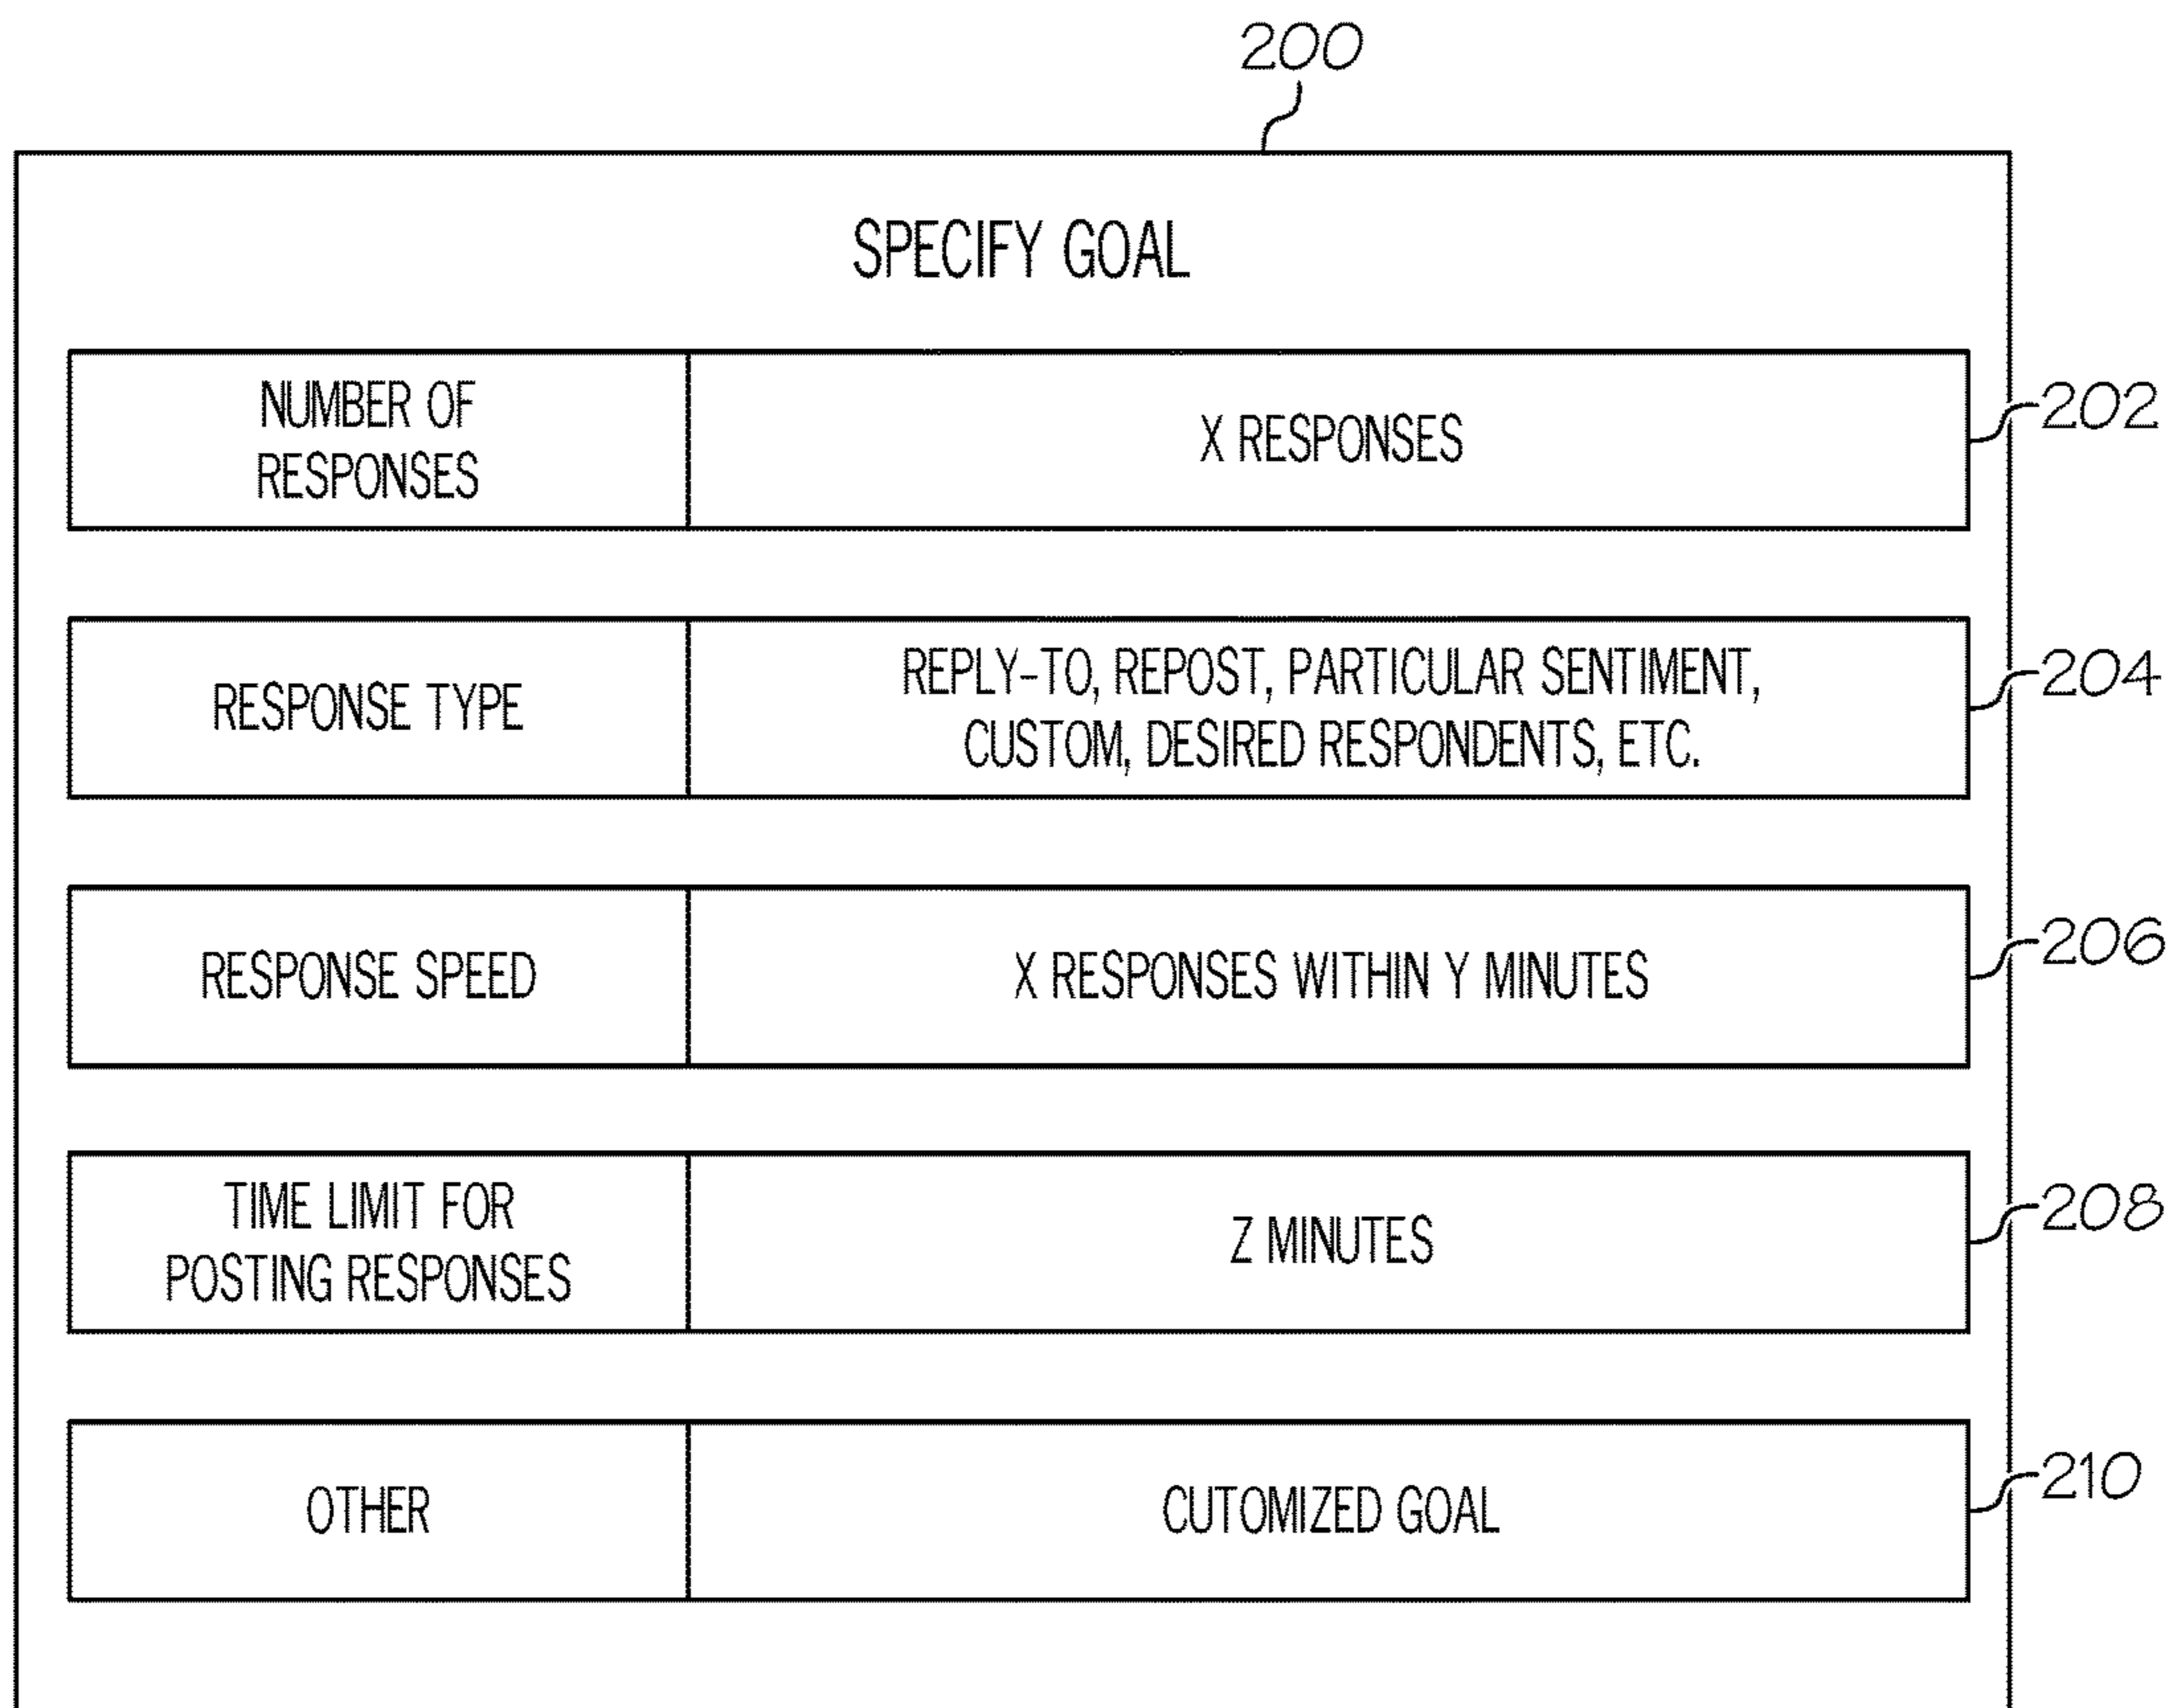 200
SPECIFY GOAL
NUMBER OF
RESPONSES
X RESPONSES
202
RESPONSE TYPE
REPLY-TO, REPOST, PARTICULAR SENTIMENT,
CUSTOM, DESIRED RESPONDENTS, ETC.
204
RESPONSE SPEED
X RESPONSES WITHIN Y MINUTES
206
TIME LIMIT FOR
POSTING RESPONSES
Z MINUTES
208
OTHER
CUTOMIZED GOAL
210